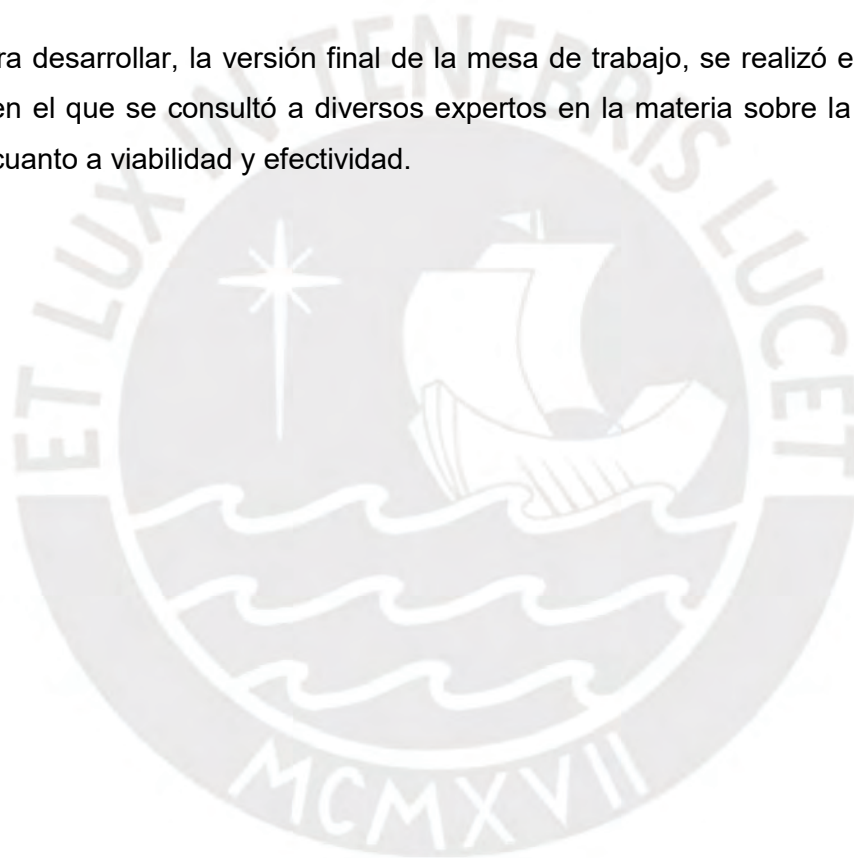 ra desarrollar, la versión final de la mesa de trabajo, se realizó e
en el que se consultó a diversos expertos en la materia sobre la
cuanto a viabilidad y efectividad.
ET LUX IN TENEBRIS LUCET
MCMXVII